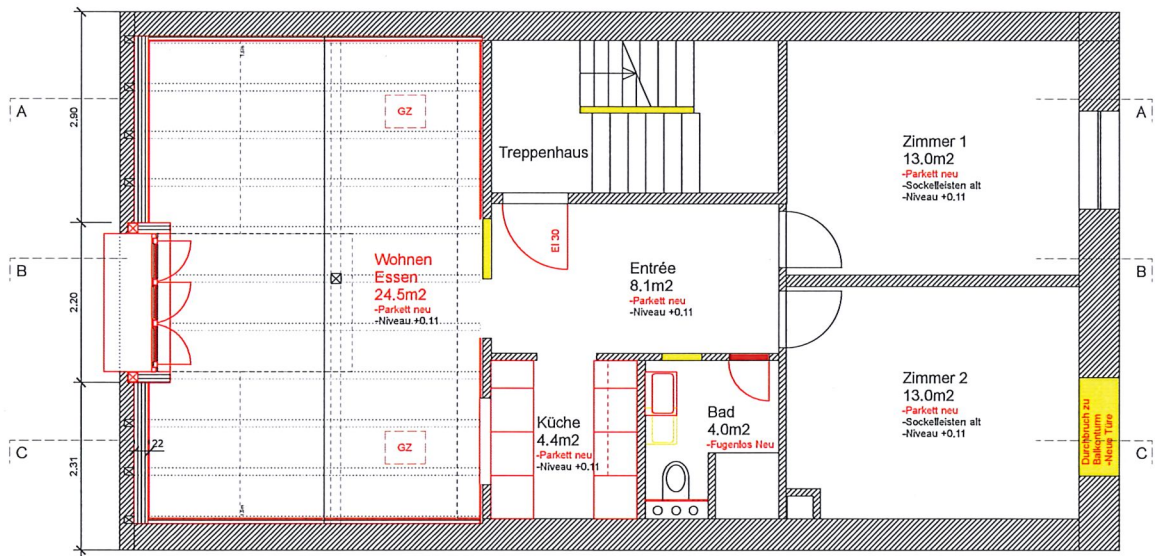 A
A
2.90
GZ
Treppenhaus
Zimmer 1
13.0m2
-Parkett neu
-Sockelleisten alt
-Niveau +0.11
EI 30
B
B
Wohnen
Essen
24.5m2
-Parkett neu
-Niveau +0.11
Entrée
8.1m2
-Parkett neu
-Niveau +0.11
2.20
Zimmer 2
13.0m2
-Parkett neu
-Sockelleisten alt
-Niveau +0.11
Küche
4.4m2
-Parkett neu
-Niveau +0.11
Bad
4.0m2
-Fugenlos Neu
Durchbruch zu
Balkonturm
-Neue Türe
GZ
22
C
C
2.31